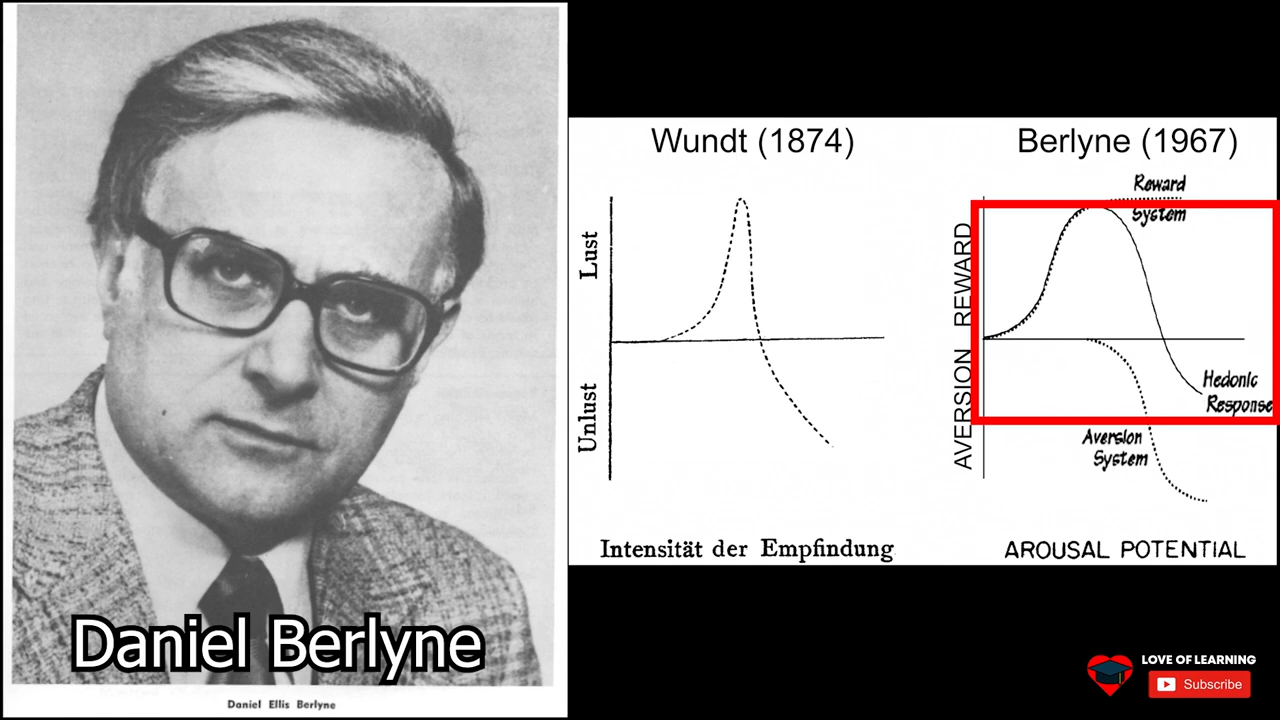 Daniel Berlyne
Daniel Ellis Berlyne
Wundt (1874)
Lust
Unlust
Intensität der Empfindung
Berlyne (1967)
Reward
System
REWARD
AVERSION
Hedonic
Response
Aversion
System
AROUSAL POTENTIAL
LOVE OF LEARNING
Subscribe